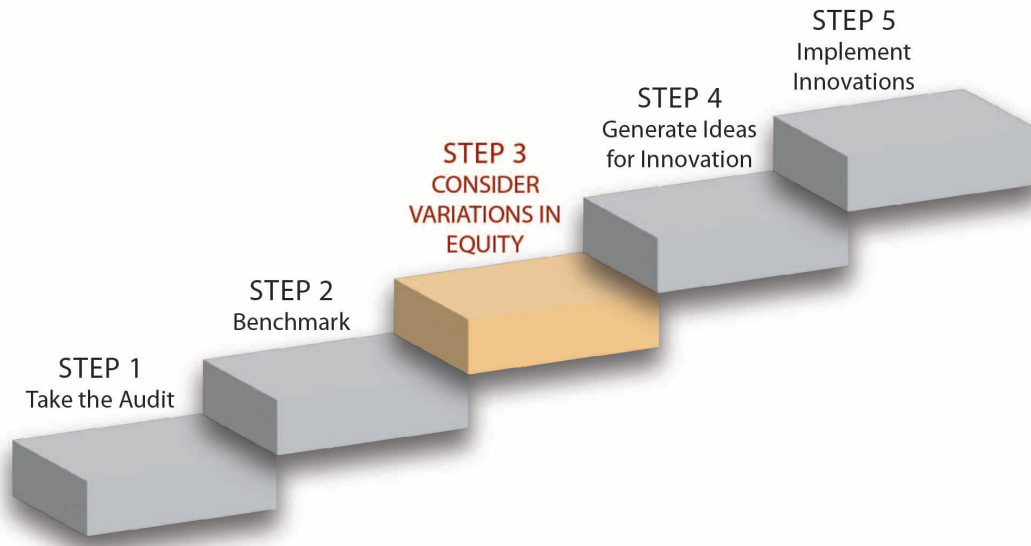 STEP 1
Take the Audit
STEP 2
Benchmark
STEP 3
CONSIDER
VARIATIONS IN
EQUITY
STEP 4
Generate Ideas
for Innovation
STEP 5
Implement
Innovations